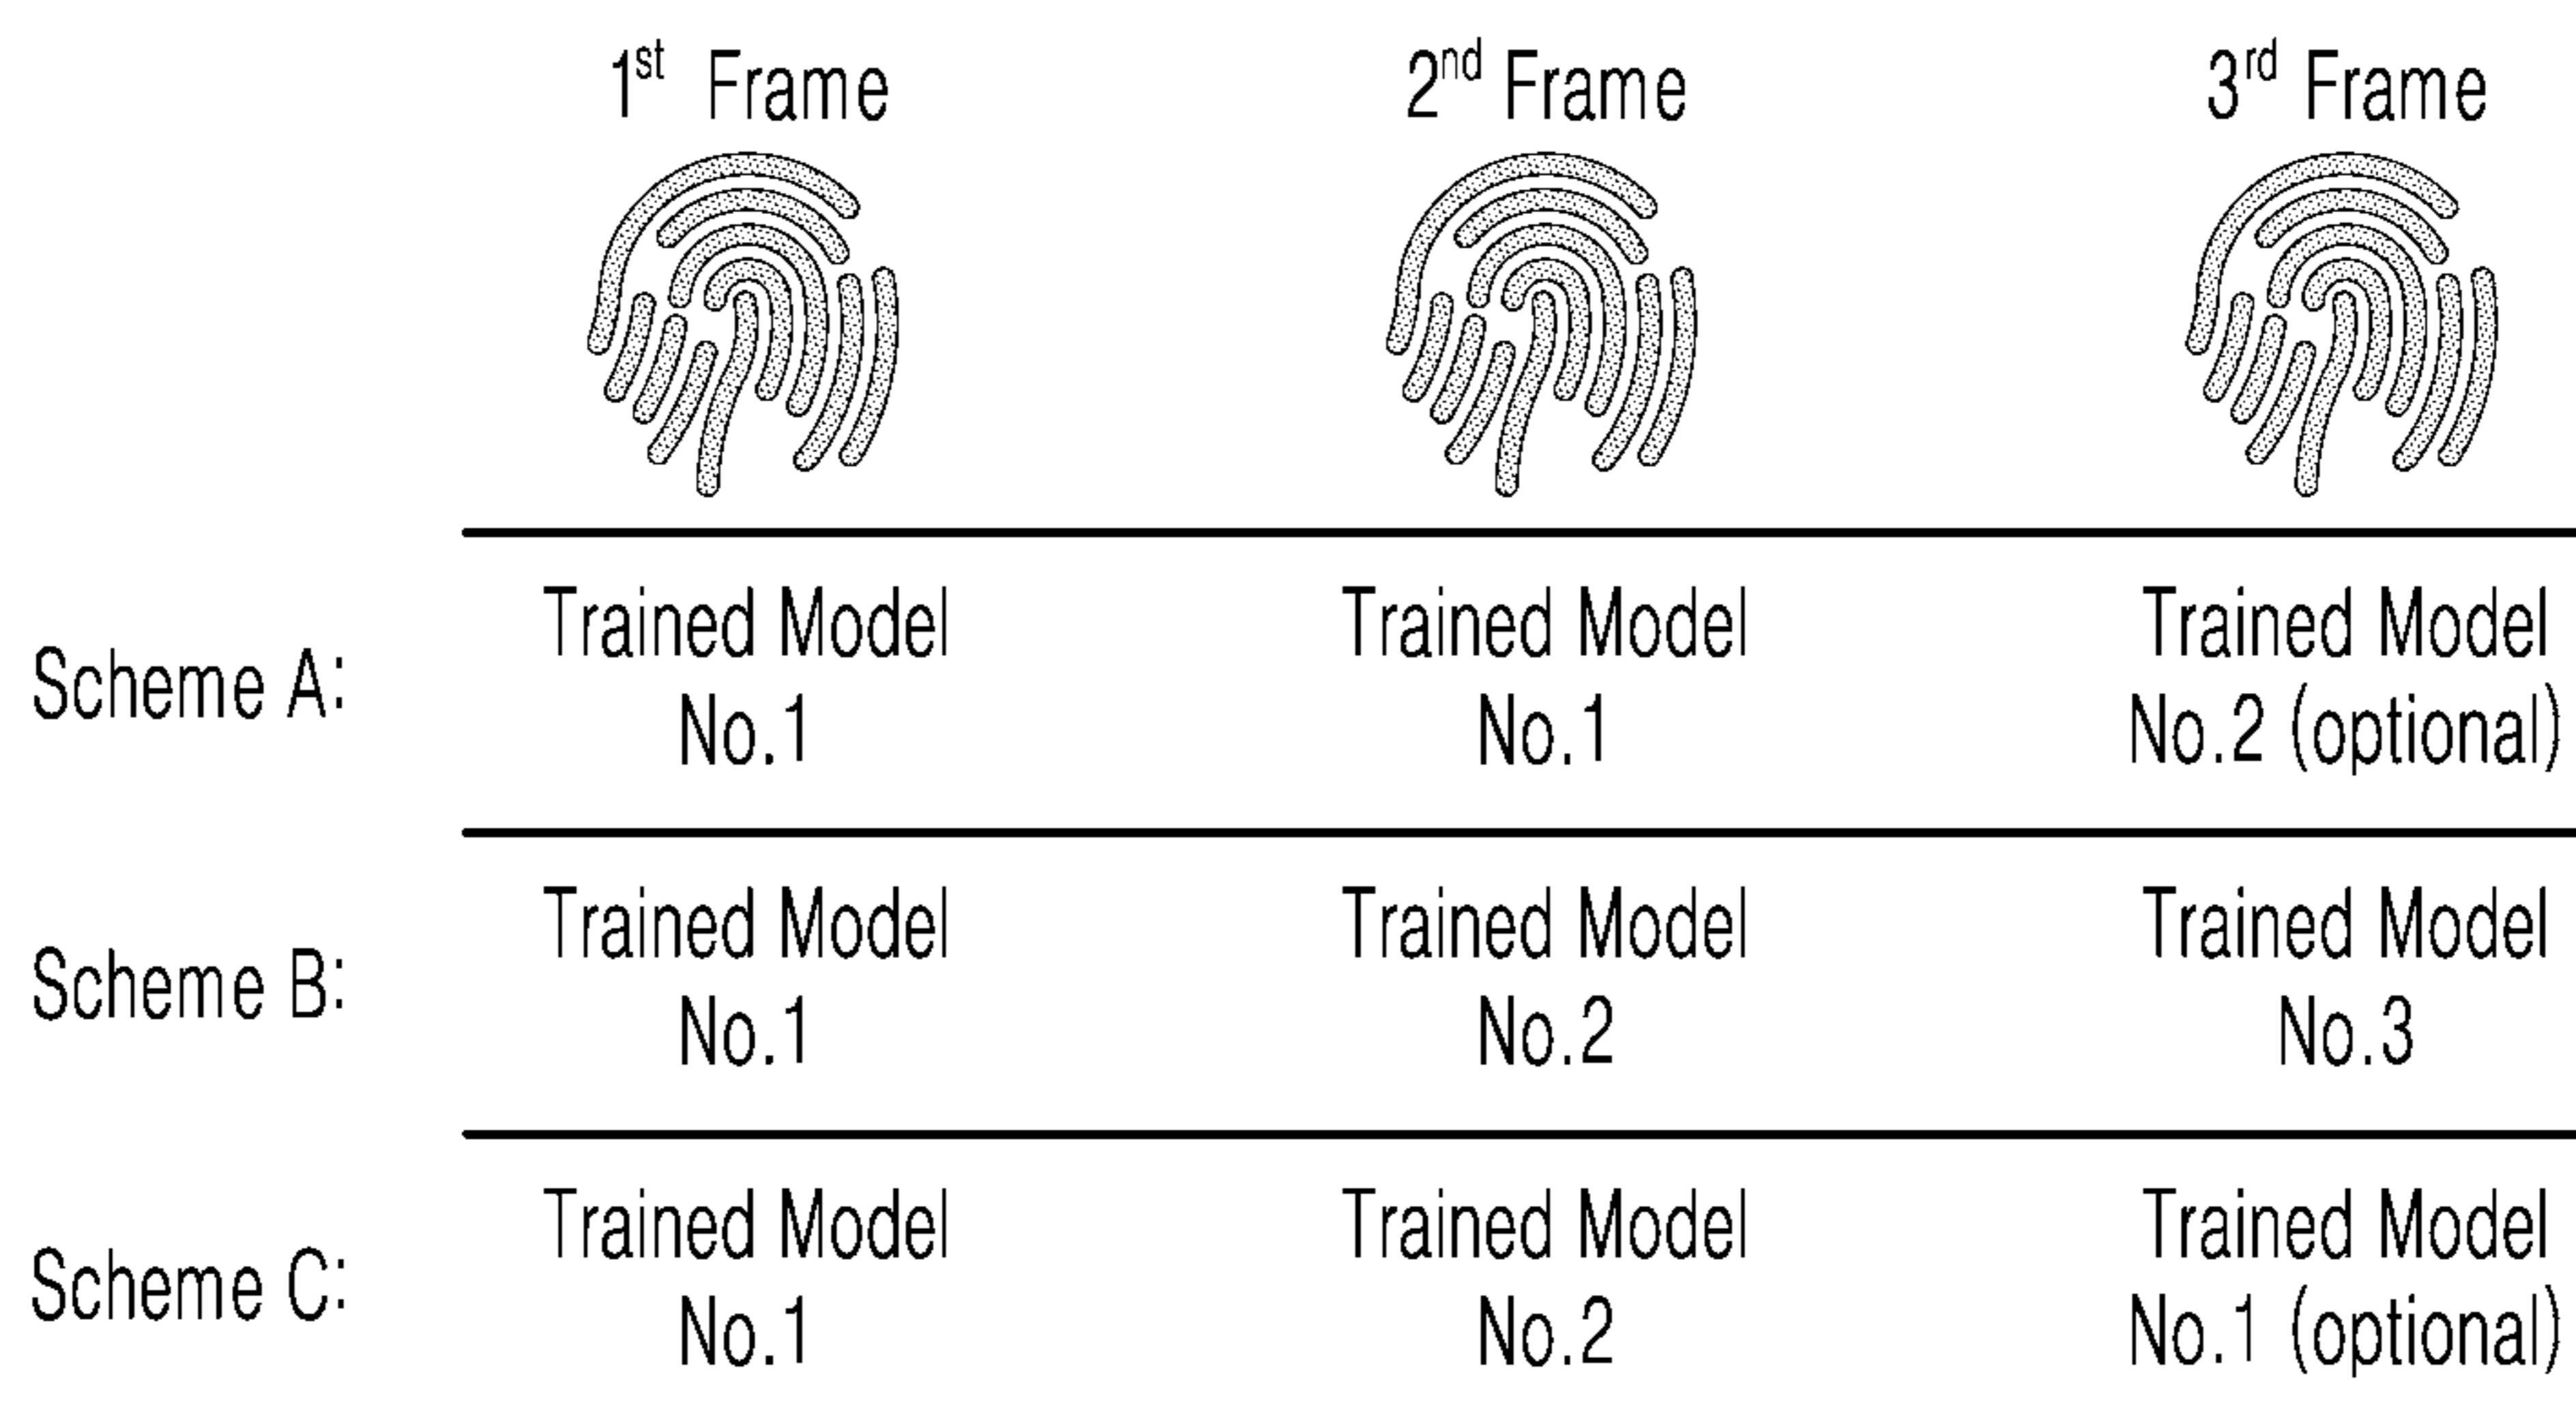 1st Frame 2nd Frame 3rd Frame
Trained Model Trained Model Trained Model
Scheme A:
No.1 No.1 No.2 (optional)
Trained Model Trained Model Trained Model
Scheme B:
No.1 No.2 No.3
Trained Model Trained Model Trained Model
Scheme C:
No.1 No.2 No.1 (optional)